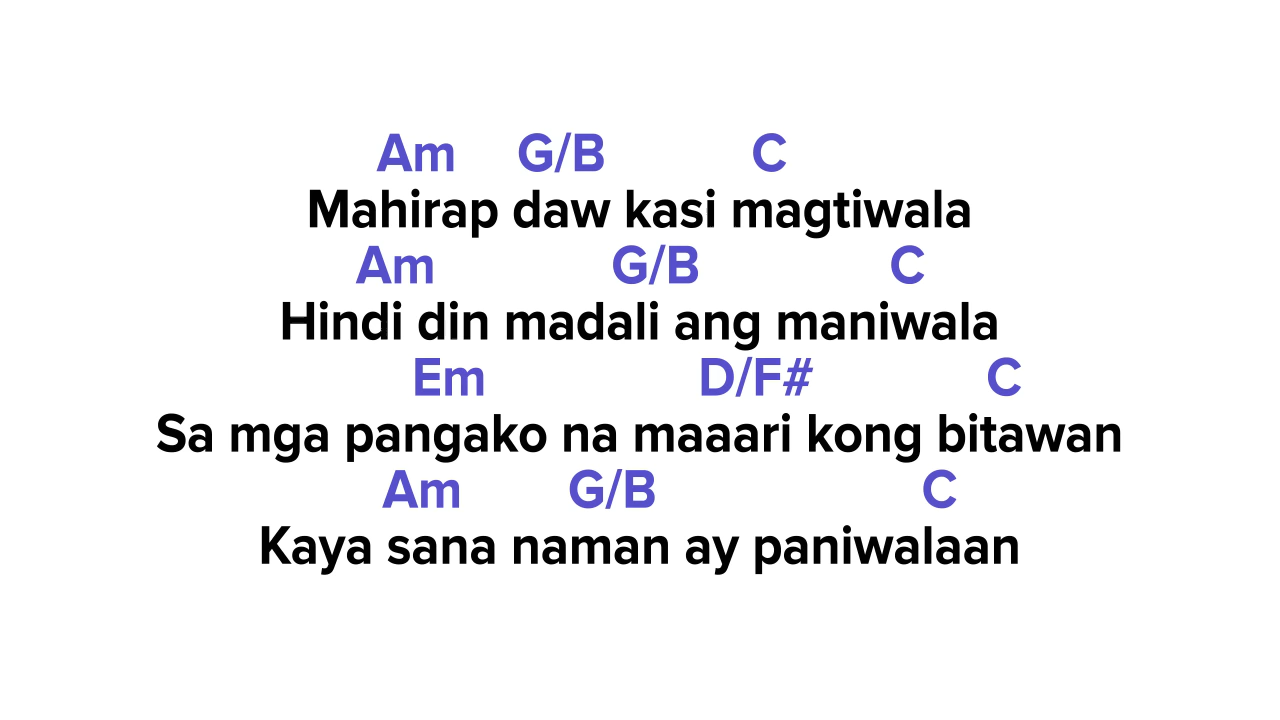 Am G/B C
Mahirap daw kasi magtiwala
Am G/B C
Hindi din madali ang maniwala
Em D/F# C
Sa mga pangako na maaari kong bitawan
Am G/B C
Kaya sana naman ay paniwalaan